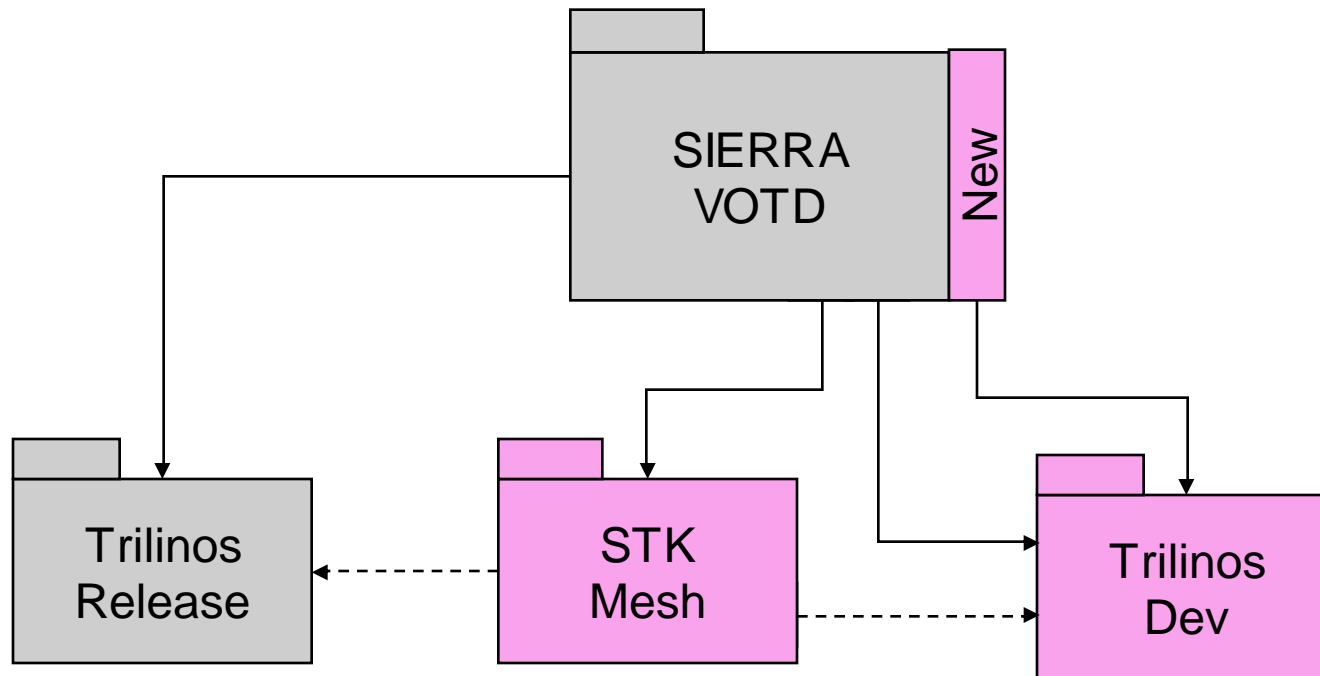 SIERRA
VOTD
New
Trilinos
Release
STK
Mesh
Trilinos
Dev